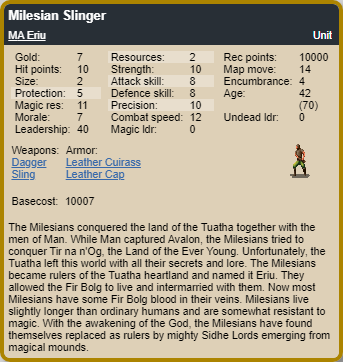 Milesian Slinger
MA Eriu Unit
Gold: 7 Resources: 2 Rec points: 10000
Hit points: 10 Strength: 10 Map move: 14
Size: 2 Attack skill: 8 Encumbrance: 4
Protection: 5 Defence skill: 8 Age: 42
Magic res: 11 Precision: 10 (70)
Morale: 7 Combat speed: 12 Undead ldr: 0
Leadership: 40 Magic ldr: 0
Weapons: Armor:
Dagger Leather Cuirass
Sling Leather Cap
Basecost: 10007
The Milesians conquered the land of the Tuatha together with the
men of Man. While Man captured Avalon, the Milesians tried to
conquer Tir na n'Og, the Land of the Ever Young. Unfortunately, the
Tuatha left this world with all their secrets and lore. The Milesians
became rulers of the Tuatha heartland and named it Eriu. They
allowed the Fir Bolg to live and intermarried with them. Now most
Milesians have some Fir Bolg blood in their veins. Milesians live
slightly longer than ordinary humans and are somewhat resistant to
magic. With the awakening of the God, the Milesians have found
themselves replaced as rulers by mighty Sidhe Lords emerging from
magical mounds.